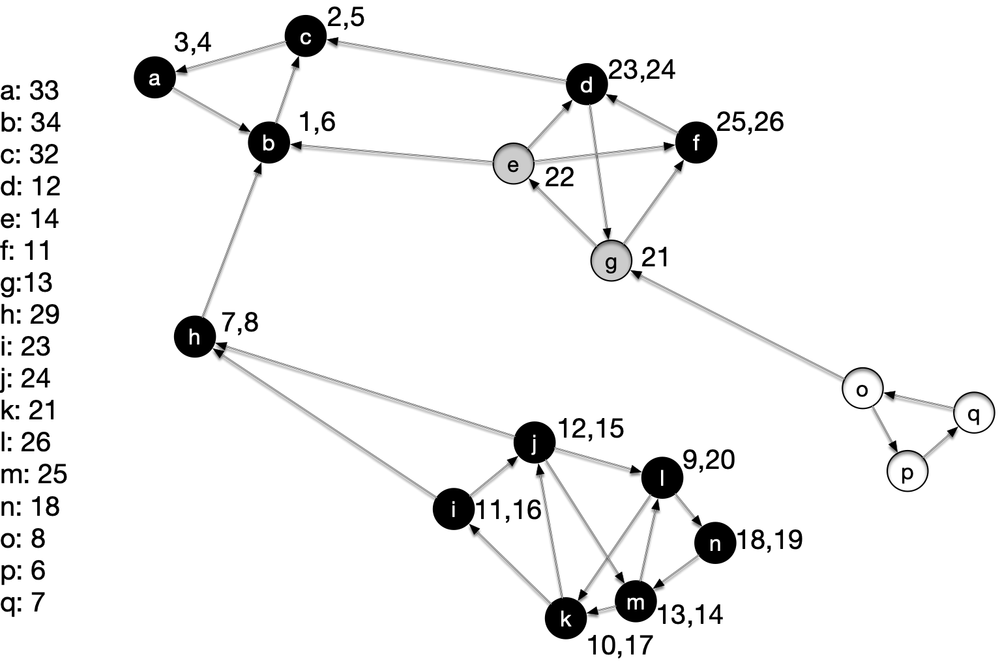 a: 33
b: 34
c: 32
d: 12
e: 14
f: 11
g:13
h: 29
i: 23
j: 24
k: 21
l: 26
m: 25
n: 18
o: 8
p: 6
q: 7
2,5
c
3,4
a
23,24
d
1,6
b
25,26
f
e
22
g
21
7,8
h
o
q
p
12,15
j
9,20
l
i
11,16
n
18,19
m
13,14
k
10,17